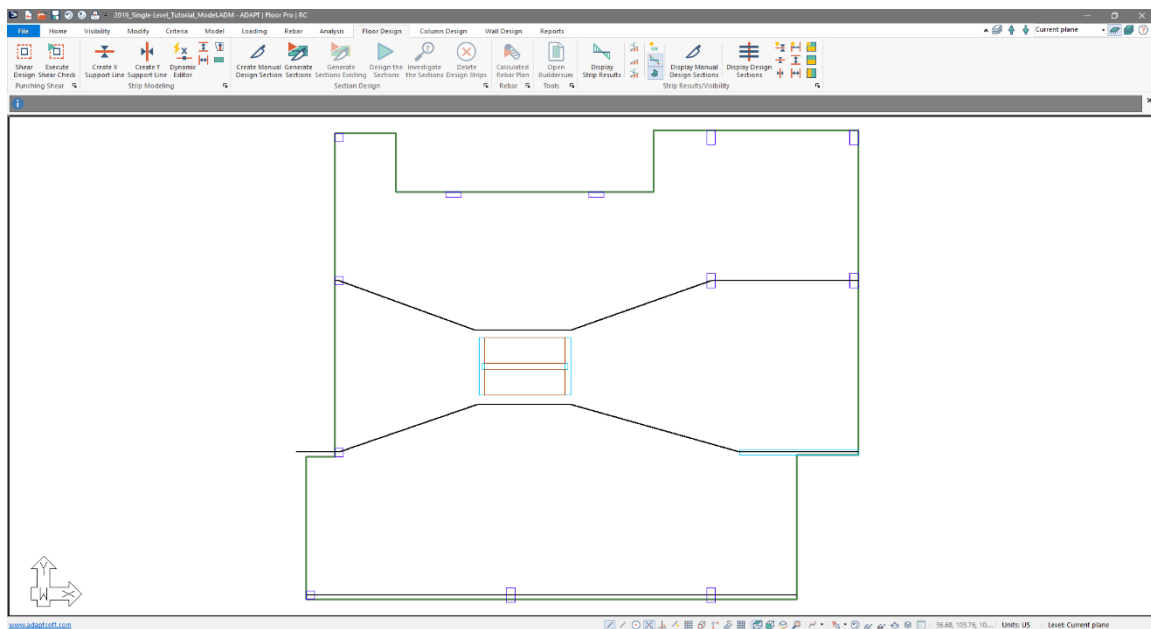 2019_Single-Level_Tutorial_Model.ADM - ADAPT | Floor Pro | RC
File Home Visibility Modify Criteria Model Loading Rebar Analysis Floor Design Column Design Wall Design Reports Current plane
Shear Execute Create X Create Y Dynamic Create Manual Generate Generate Design the Investigate Delete Calculated Open Display Display Manual Display Design
Design Shear Check Support Line Support Line Editor Design Section Sections Sections Existing Sections the Sections Design Strips Rebar Plan Buildersum Strip Results Design Sections Sections
Punching Shear Strip Modeling Section Design Rebar Tools Strip Results/Visibility
Y
W X
www.adaptsoft.com Units: US Level: Current plane